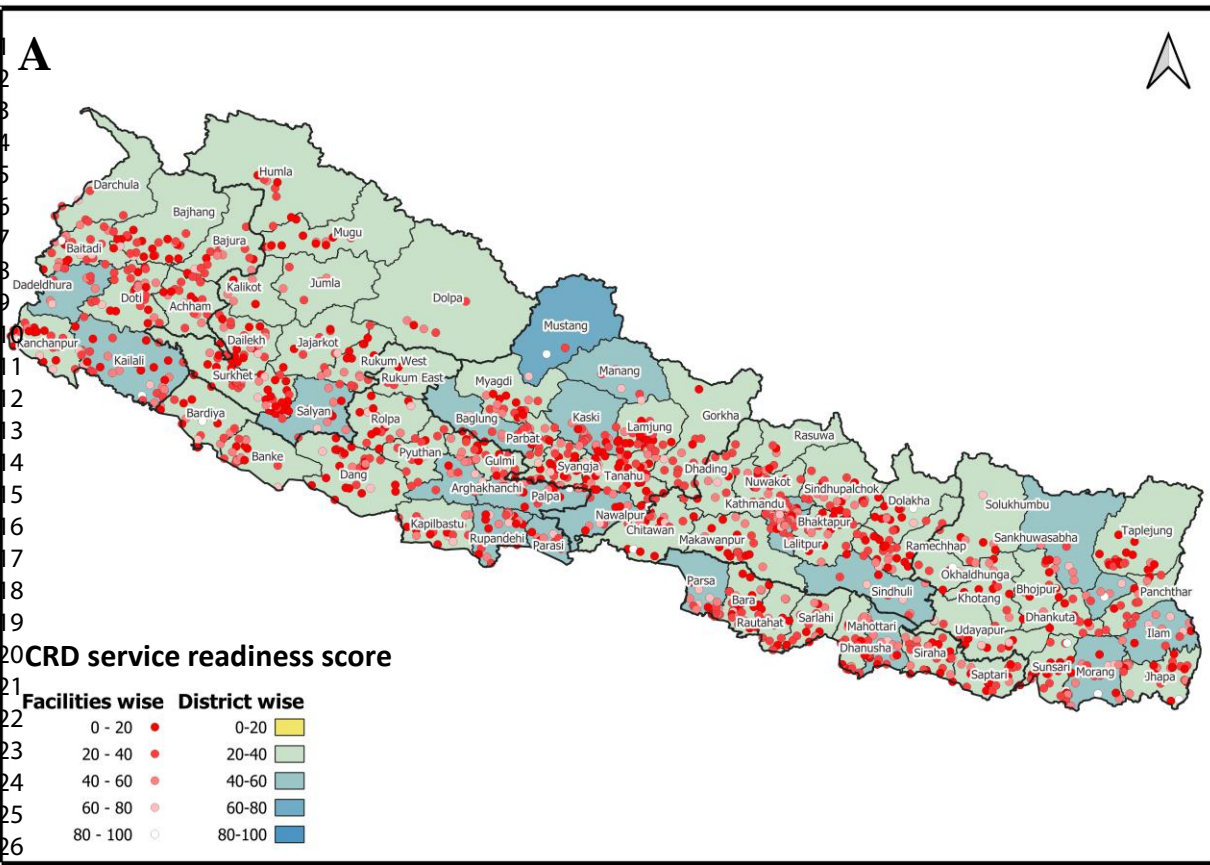 A
Darchula
Humla
Bajhang
Bajura
Mugu
Baitadi
Dadeldhura
Doti
Achham
Kalikot
Jumla
Dolpa
Mustang
Kanchanpur
Kailali
Dailekh
Jajarkot
Rukum West
Rukum East
Surkhet
Manang
Myagdi
Salyan
Bardiya
Rolpa
Baglung
Kaski
Gorkha
Parbat
Lamjung
Rasuwa
Banke
Pyuthan
Gulmi
Syangja
Tanahu
Dhading
Dang
Nuwakot
Sindhupalchok
Arghakhanchi
Palpa
Kathmandu
Dolakha
Solukhumbu
Kapilbastu
Nawalpur
Chitawan
Bhaktapur
Sankhuwasabha
Taplejung
Rupandehi
Parasi
Makawanpur
Lalitpur
Ramechhap
Okhaldhunga
Parsa
Bara
Sindhuli
Khotang
Bhojpur
Panchthar
Rautahat
Sarlahi
Mahottari
Dhankuta
Udayapur
Ilam
Dhanusha
Siraha
Saptari
Sunsari
Morang
Jhapa
1
2
3
4
5
6
7
8
9
10
11
12
13
14
15
16
17
18
19
20
21
22
23
24
25
26
CRD service readiness score
Facilities wise District wise
0 - 20 0-20
20 - 40 20-40
40 - 60 40-60
60 - 80 60-80
80 - 100 80-100